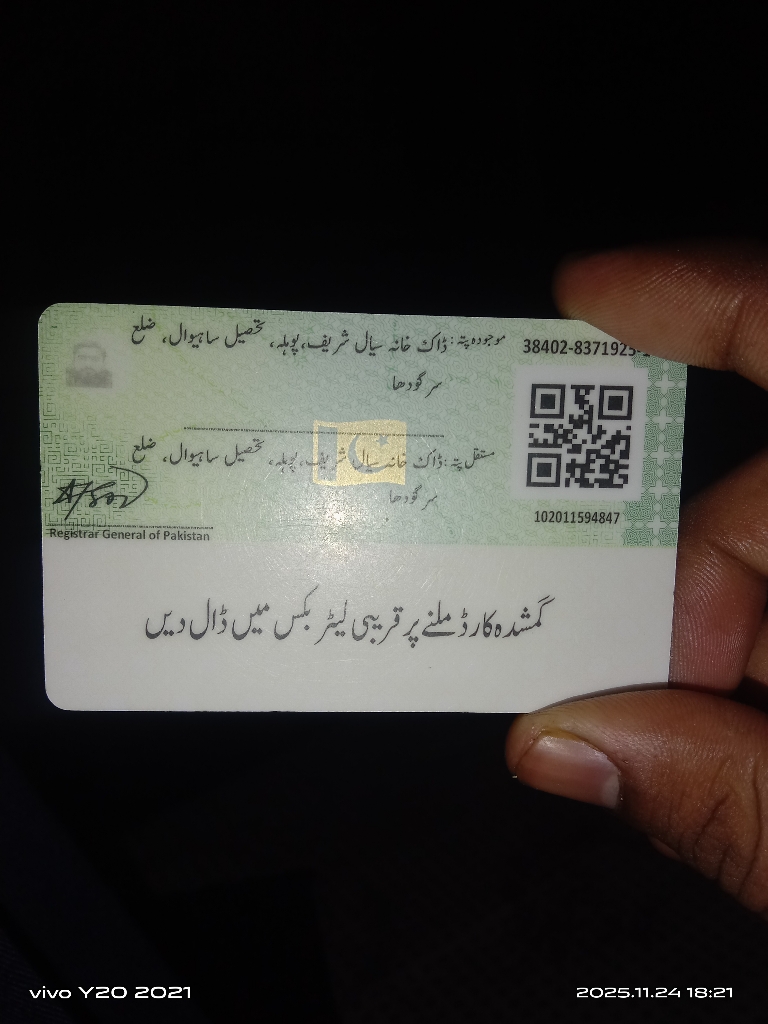 موجودہ پتہ: ڈاک خانہ سیال شریف، پوہلہ، تحصیل ساہیوال، ضلع
سرگودھا
38402-8371925-
مستقل پتہ: ڈاک خانہ سیال شریف، پوہلہ، تحصیل ساہیوال، ضلع
سرگودھا
102011594847
Registrar General of Pakistan
گمشدہ کارڈ ملنے پر قریبی لیٹر بکس میں ڈال دیں
vivo Y20 2021
2025.11.24 18:21